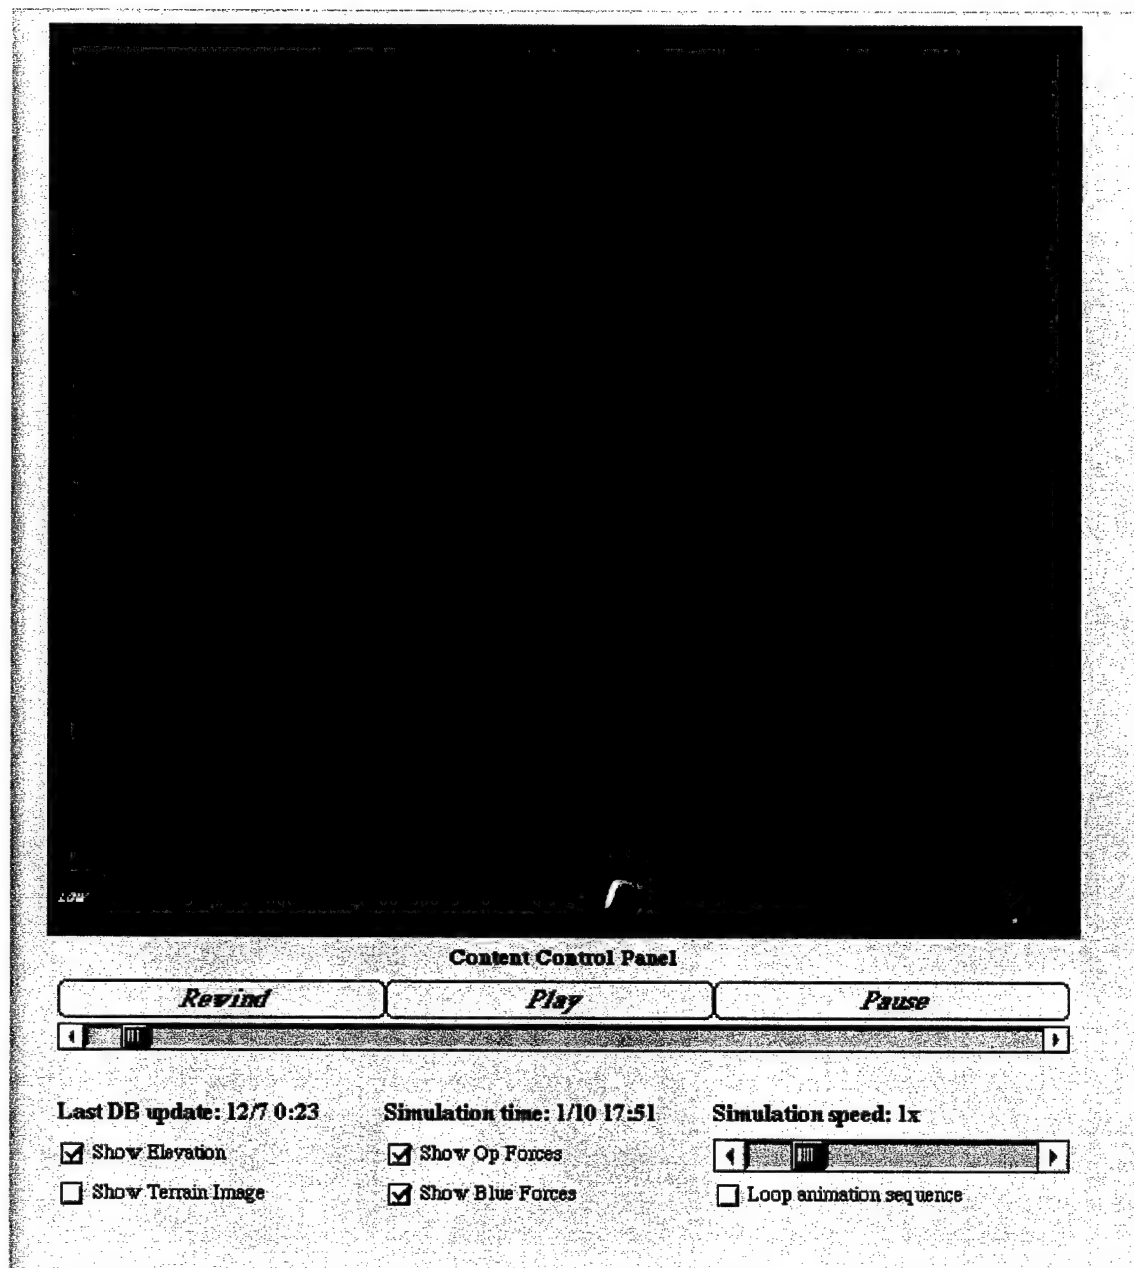 Content Control Panel
Rewind Play Pause
Last DB update: 12/7 0:23 Simulation time: 1/10 17:51 Simulation speed: 1x
Show Elevation Show Op Forces
Show Terrain Image Show Blue Forces Loop animation sequence